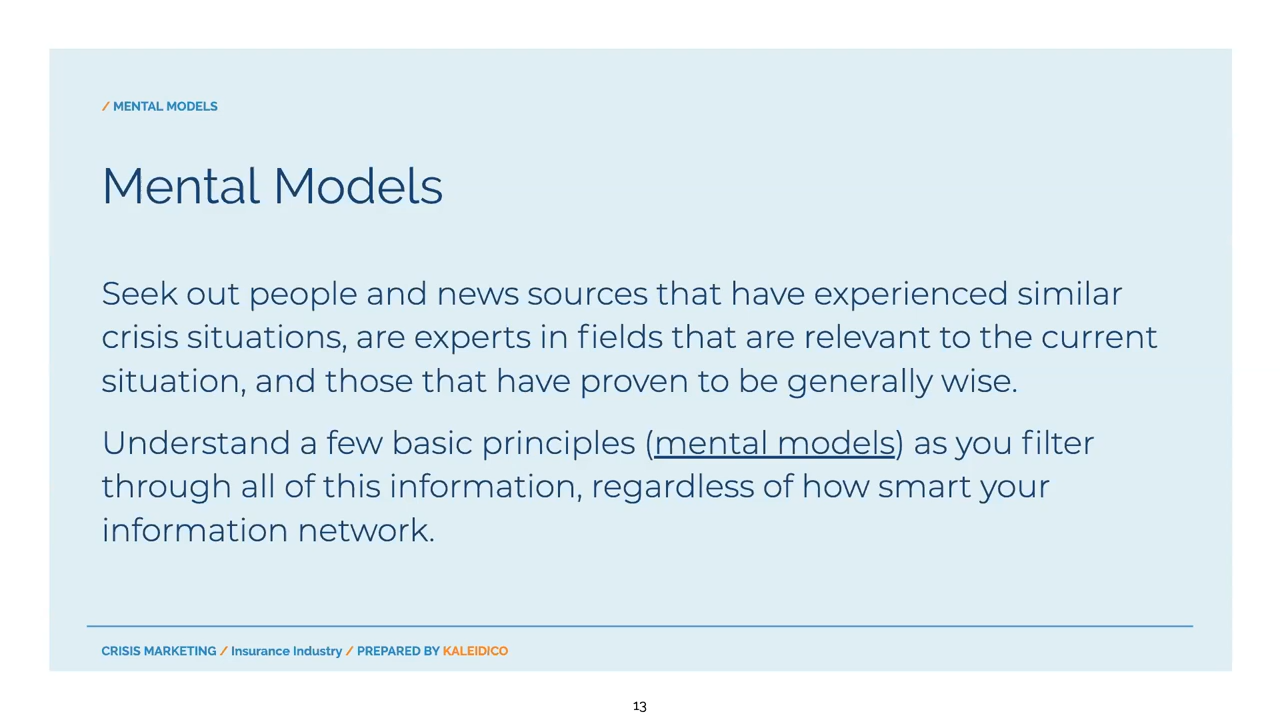 / MENTAL MODELS
Mental Models
Seek out people and news sources that have experienced similar
crisis situations, are experts in fields that are relevant to the current
situation, and those that have proven to be generally wise.
Understand a few basic principles (mental models) as you filter
through all of this information, regardless of how smart your
information network.
CRISIS MARKETING / Insurance Industry / PREPARED BY KALEIDICO
13